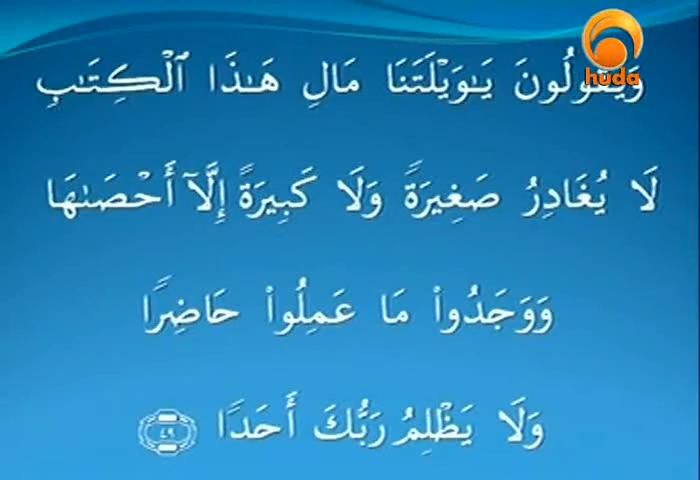 huda
وَيَقُولُونَ يَٰوَيْلَتَنَا مَالِ هَٰذَا ٱلْكِتَٰبِ
لَا يُغَادِرُ صَغِيرَةً وَلَا كَبِيرَةً إِلَّآ أَحْصَىٰهَا
وَوَجَدُوا۟ مَا عَمِلُوا۟ حَاضِرًا
وَلَا يَظْلِمُ رَبُّكَ أَحَدًا ٤٩